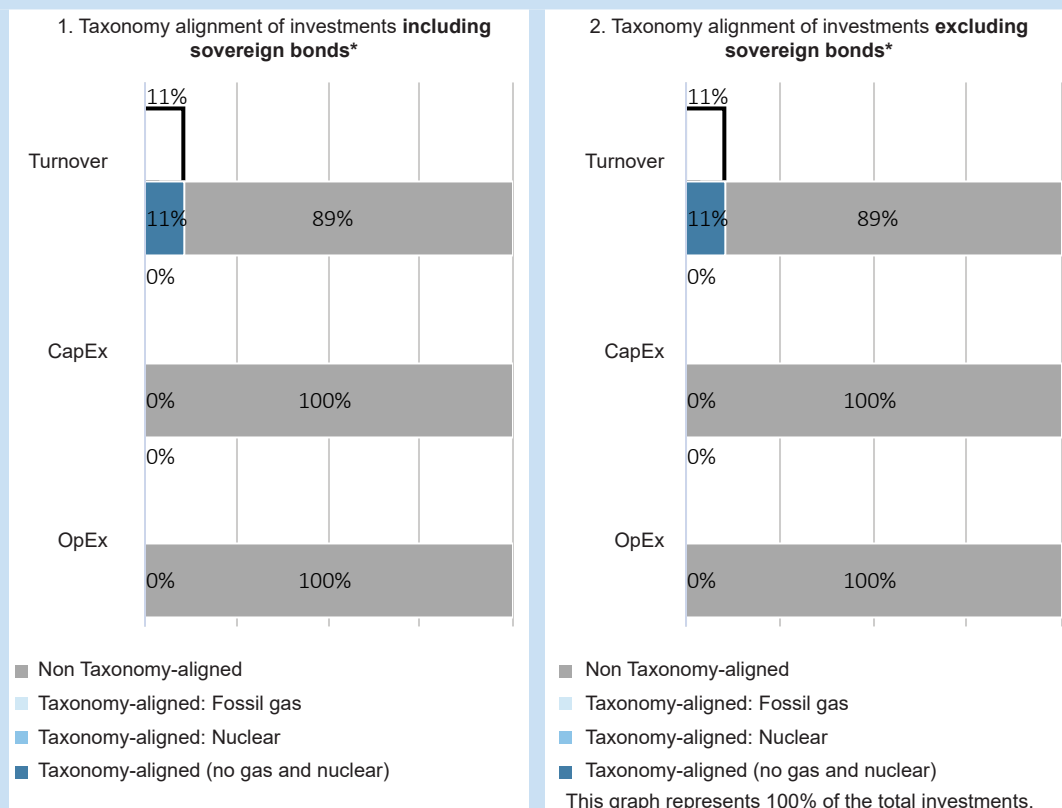 1. Taxonomy alignment of investments including
sovereign bonds*
11%
Turnover
11%
89%
0%
CapEx
0%
100%
0%
OpEx
0%
100%
Non Taxonomy-aligned
Taxonomy-aligned: Fossil gas
Taxonomy-aligned: Nuclear
Taxonomy-aligned (no gas and nuclear)
2. Taxonomy alignment of investments excluding
sovereign bonds*
11%
Turnover
11%
89%
0%
CapEx
0%
100%
0%
OpEx
0%
100%
Non Taxonomy-aligned
Taxonomy-aligned: Fossil gas
Taxonomy-aligned: Nuclear
Taxonomy-aligned (no gas and nuclear)
This graph represents 100% of the total investments.